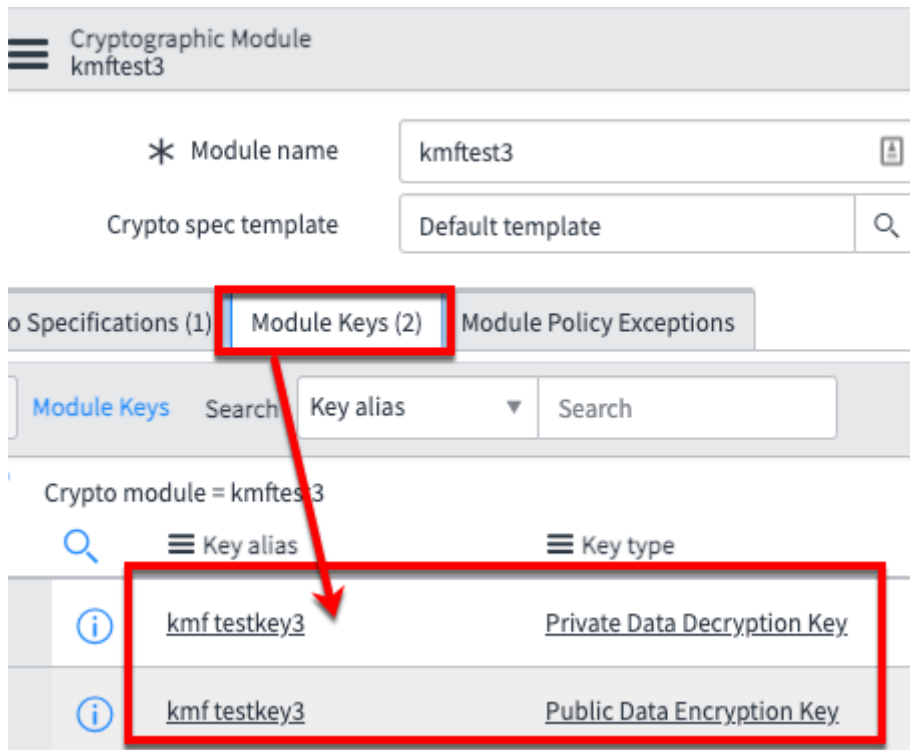 Cryptographic Module
kmftest3
Module name kmftest3
Crypto spec template Default template
o Specifications (1) Module Keys (2) Module Policy Exceptions
Module Keys Search Key alias Search
Crypto module = kmftest3
Key alias Key type
kmf testkey3 Private Data Decryption Key
kmf testkey3 Public Data Encryption Key